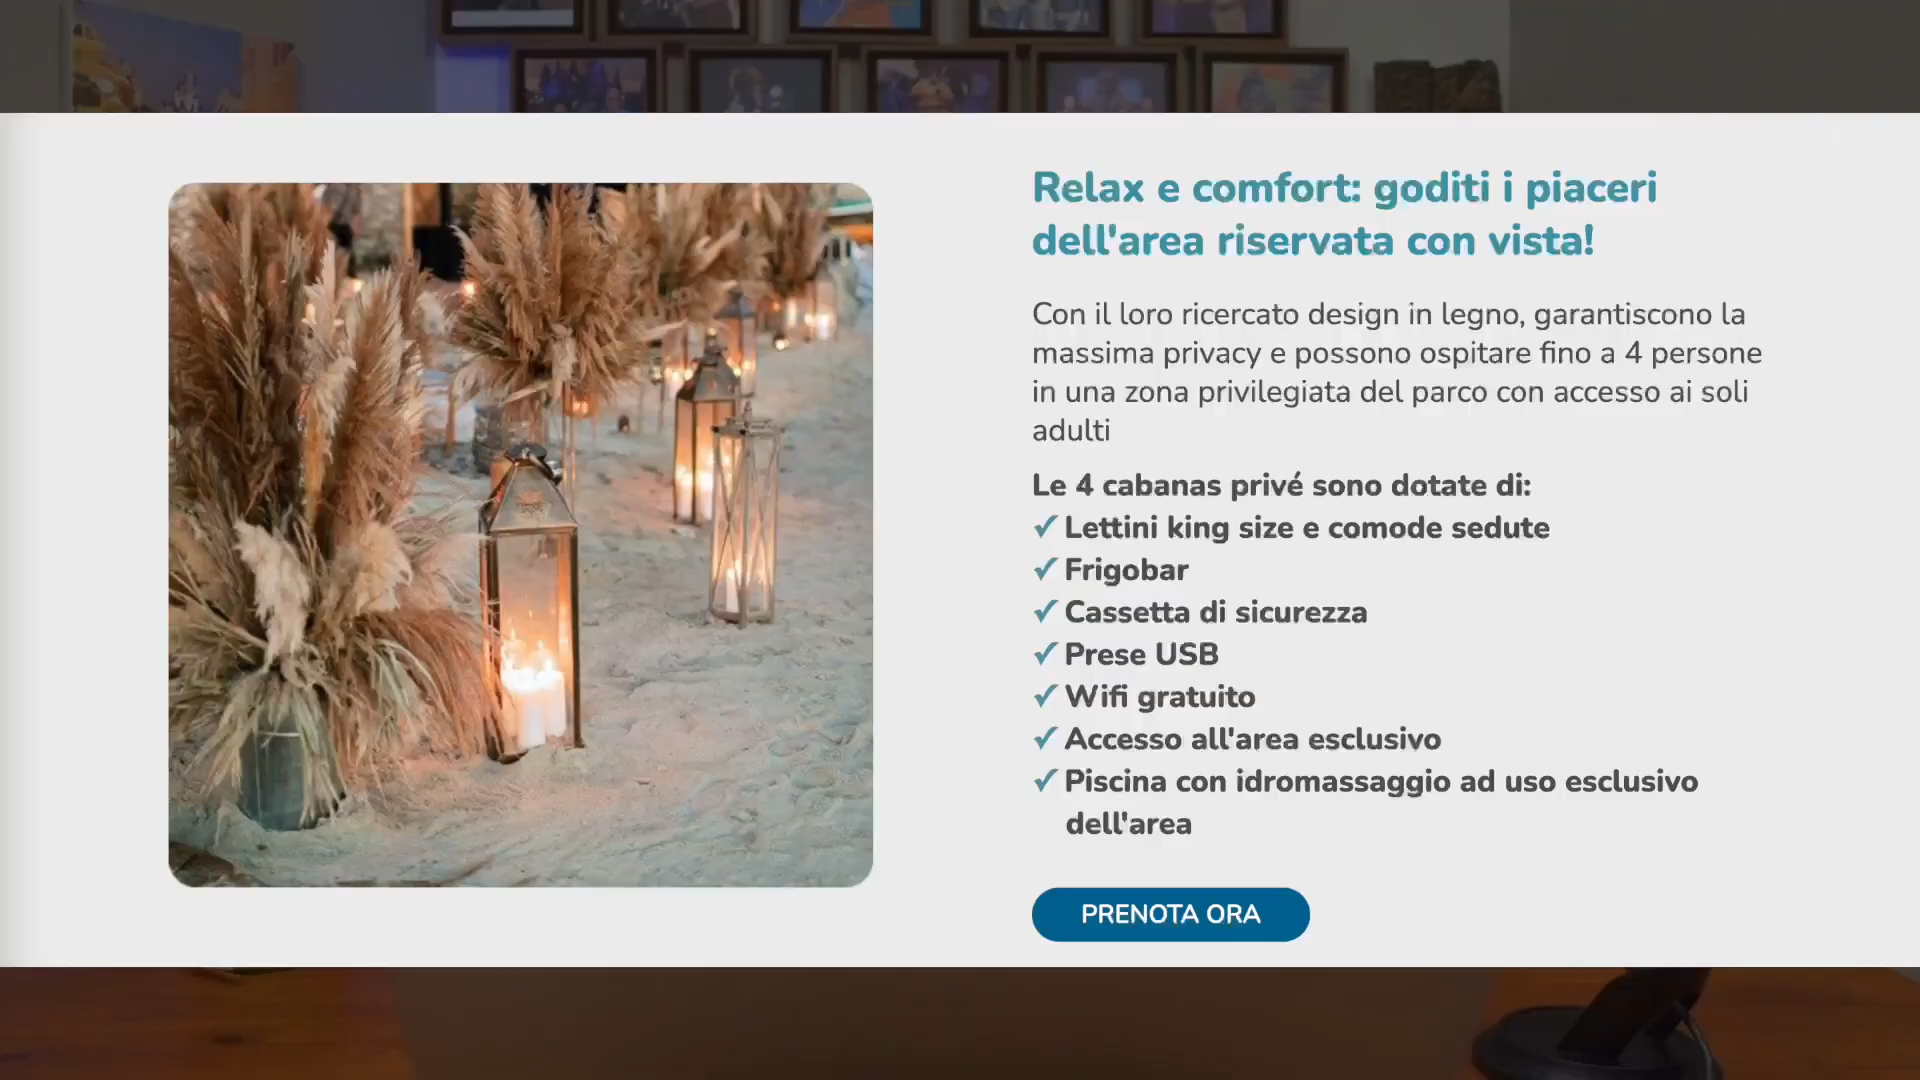 Relax e comfort: goditi i piaceri
dell'area riservata con vista!
Con il loro ricercato design in legno, garantiscono la
massima privacy e possono ospitare fino a 4 persone
in una zona privilegiata del parco con accesso ai soli
adulti
Le 4 cabanas privé sono dotate di:
✓ Lettini king size e comode sedute
✓ Frigobar
✓ Cassetta di sicurezza
✓ Prese USB
✓ Wifi gratuito
✓ Accesso all'area esclusivo
✓ Piscina con idromassaggio ad uso esclusivo
dell'area
PRENOTA ORA